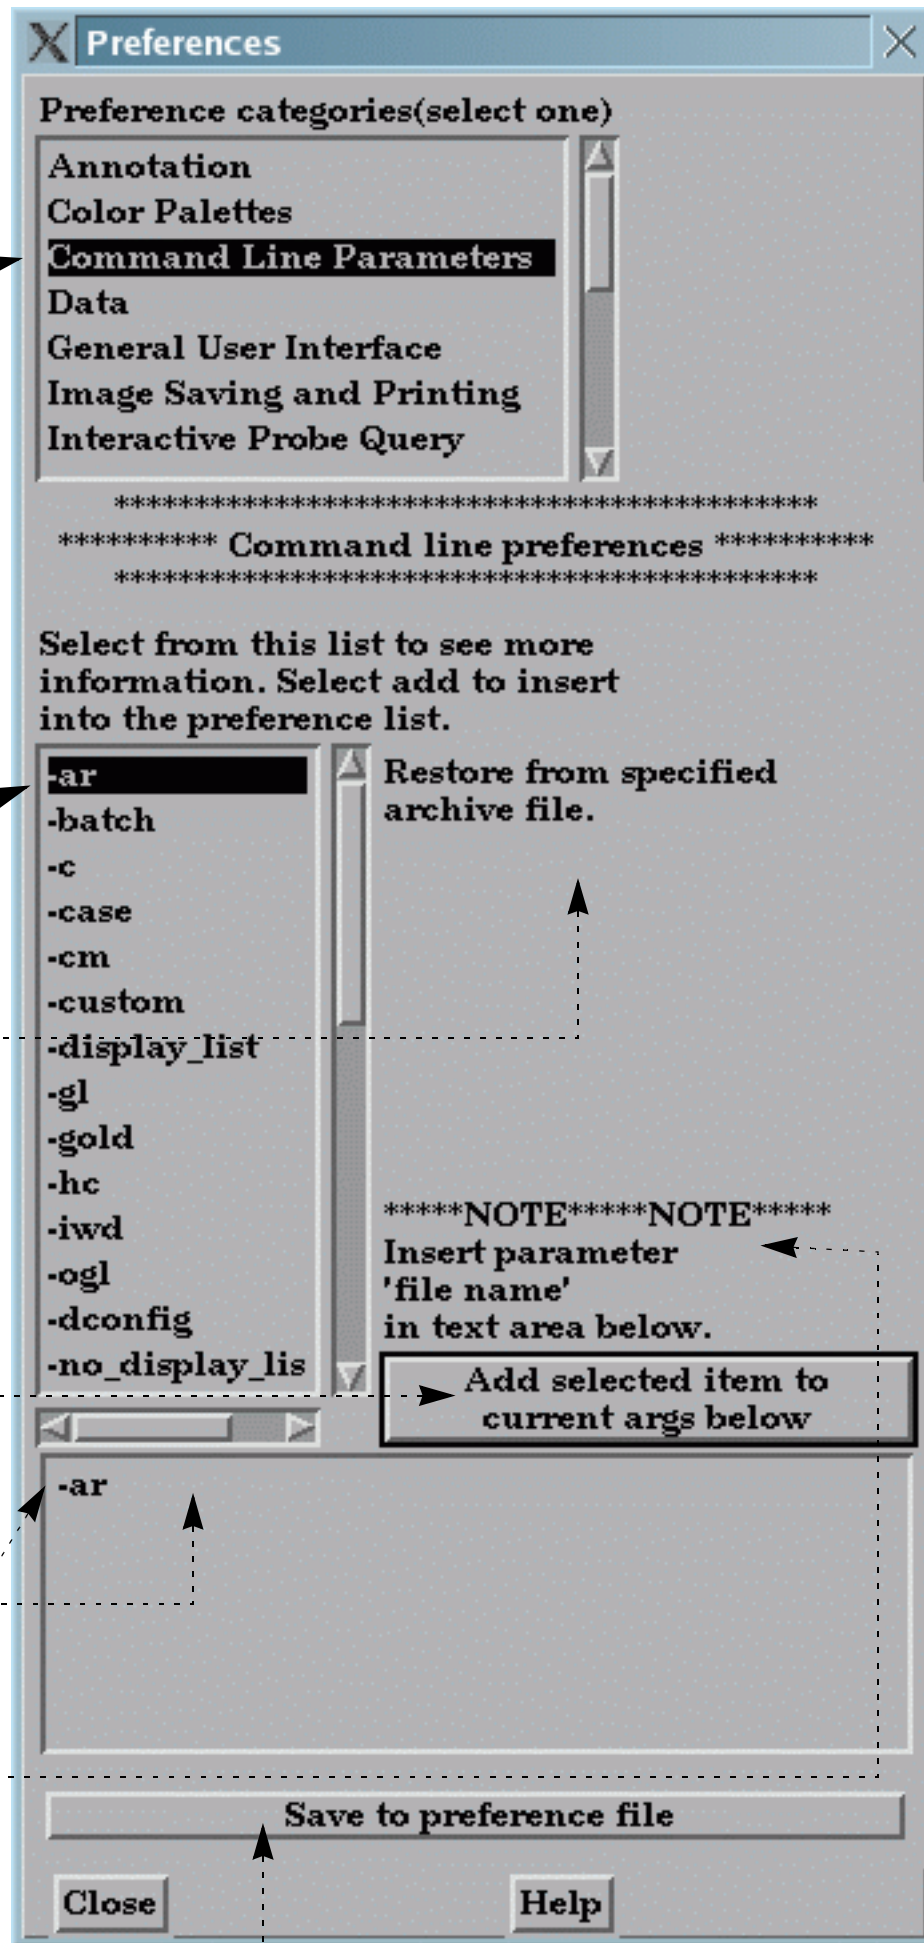 Preferences
Preference categories(select one)
Annotation
Color Palettes
Command Line Parameters
Data
General User Interface
Image Saving and Printing
Interactive Probe Query
********************************************
********** Command line preferences **********
********************************************
Select from this list to see more
information. Select add to insert
into the preference list.
-ar
-batch
-c
-case
-cm
-custom
-display_list
-gl
-gold
-hc
-iwd
-ogl
-dconfig
-no_display_lis
Restore from specified
archive file.
*****NOTE*****NOTE*****
Insert parameter
'file name'
in text area below.
Add selected item to
current args below
-ar
Save to preference file
Close
Help